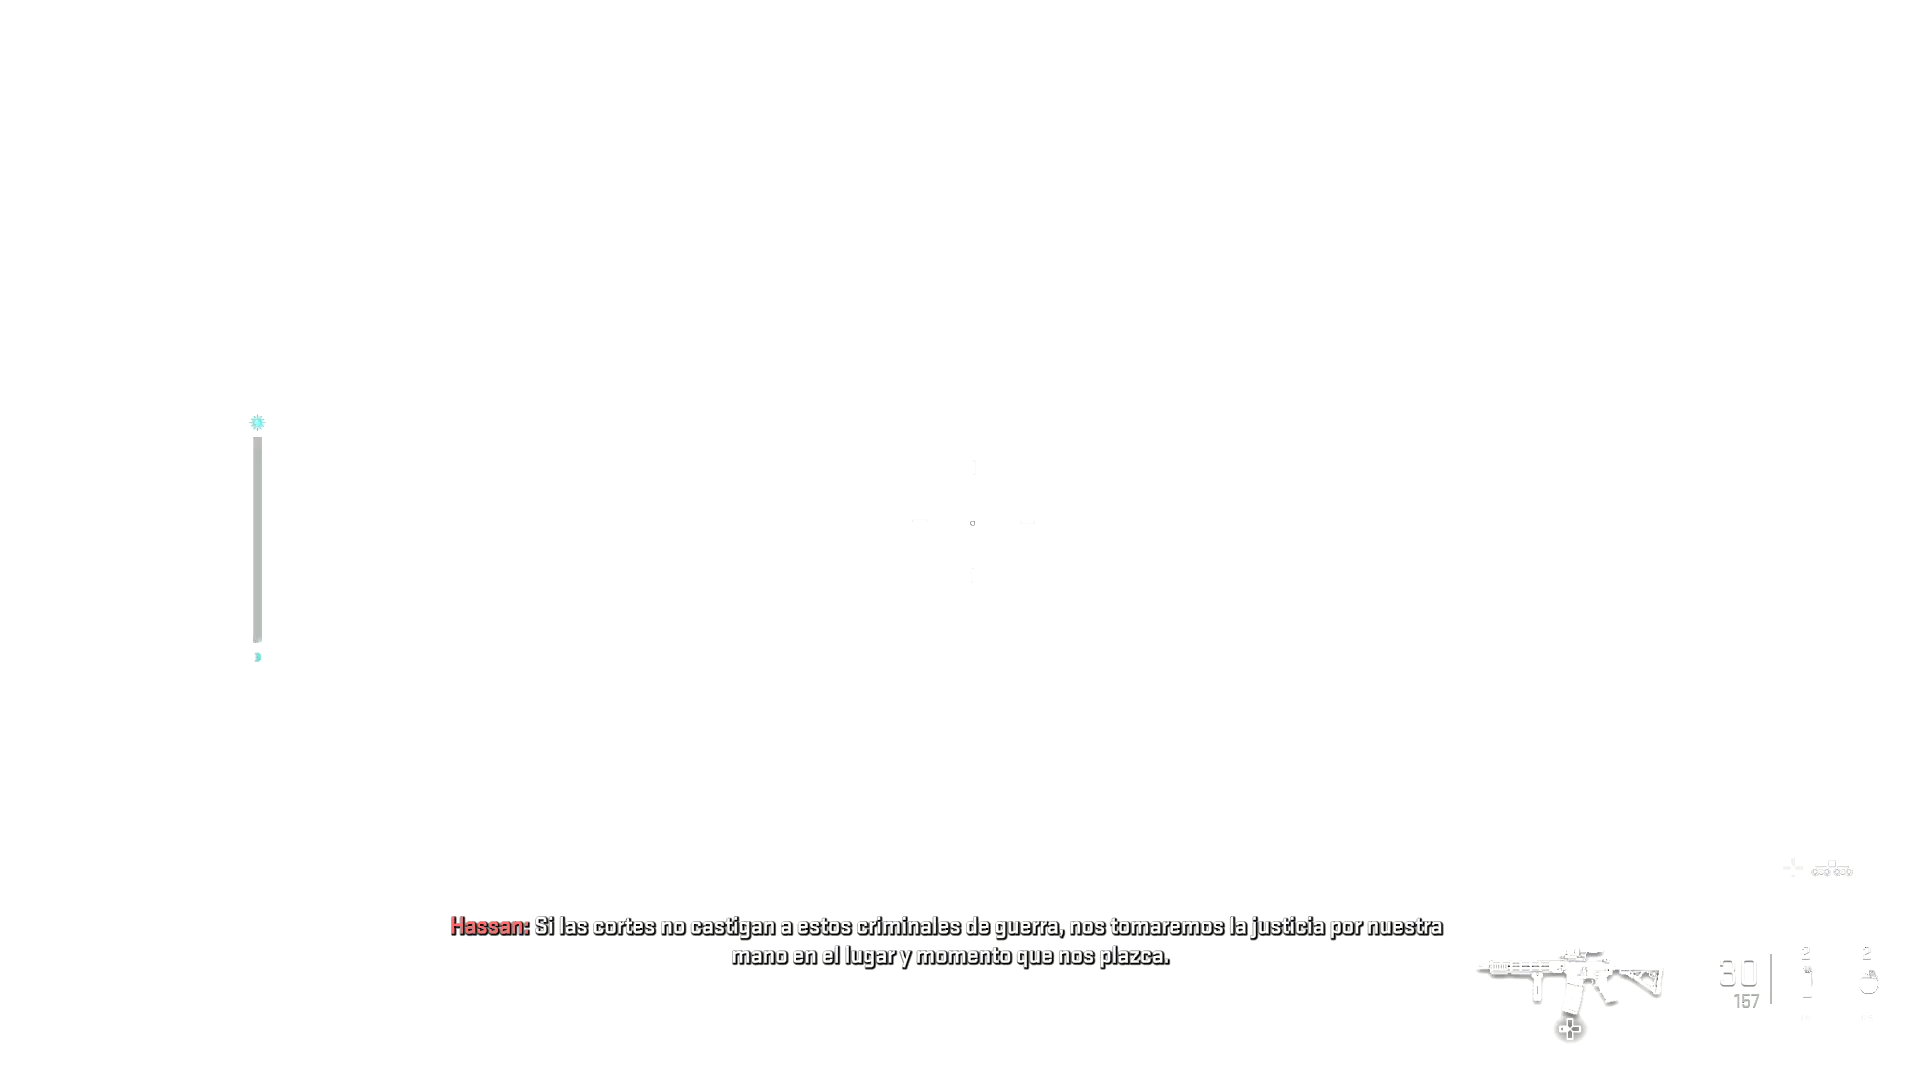 Hassan: Si las cortes no castigan a estos criminales de guerra, nos tomaremos la justicia por nuestra
mano en el lugar y momento que nos plazca.
2 2
30
157